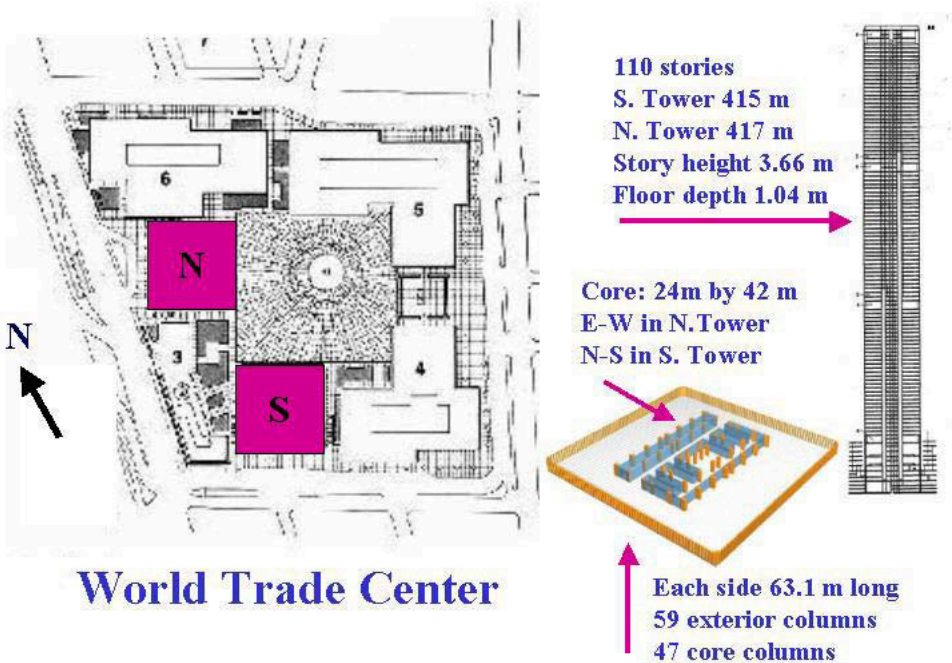 110 stories
S. Tower 415 m
N. Tower 417 m
Story height 3.66 m
Floor depth 1.04 m
6
5
N
Core: 24m by 42 m
E-W in N.Tower
N-S in S. Tower
N
3
4
S
World Trade Center
Each side 63.1 m long
59 exterior columns
47 core columns